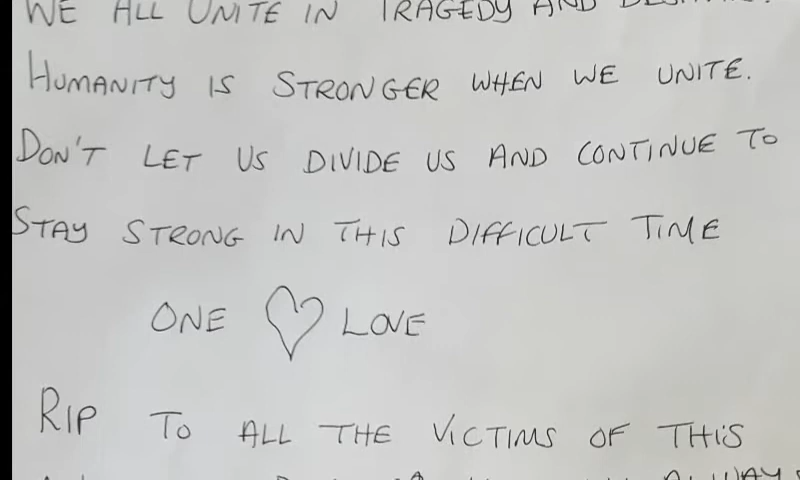 WE ALL UNITE IN TRAGEDY AND
HUMANITY IS STRONGER WHEN WE UNITE.
DON'T LET US DIVIDE US AND CONTINUE TO
STAY STRONG IN THIS DIFFICULT TIME
ONE LOVE
RIP TO ALL THE VICTIMS OF THIS
ALWAYS